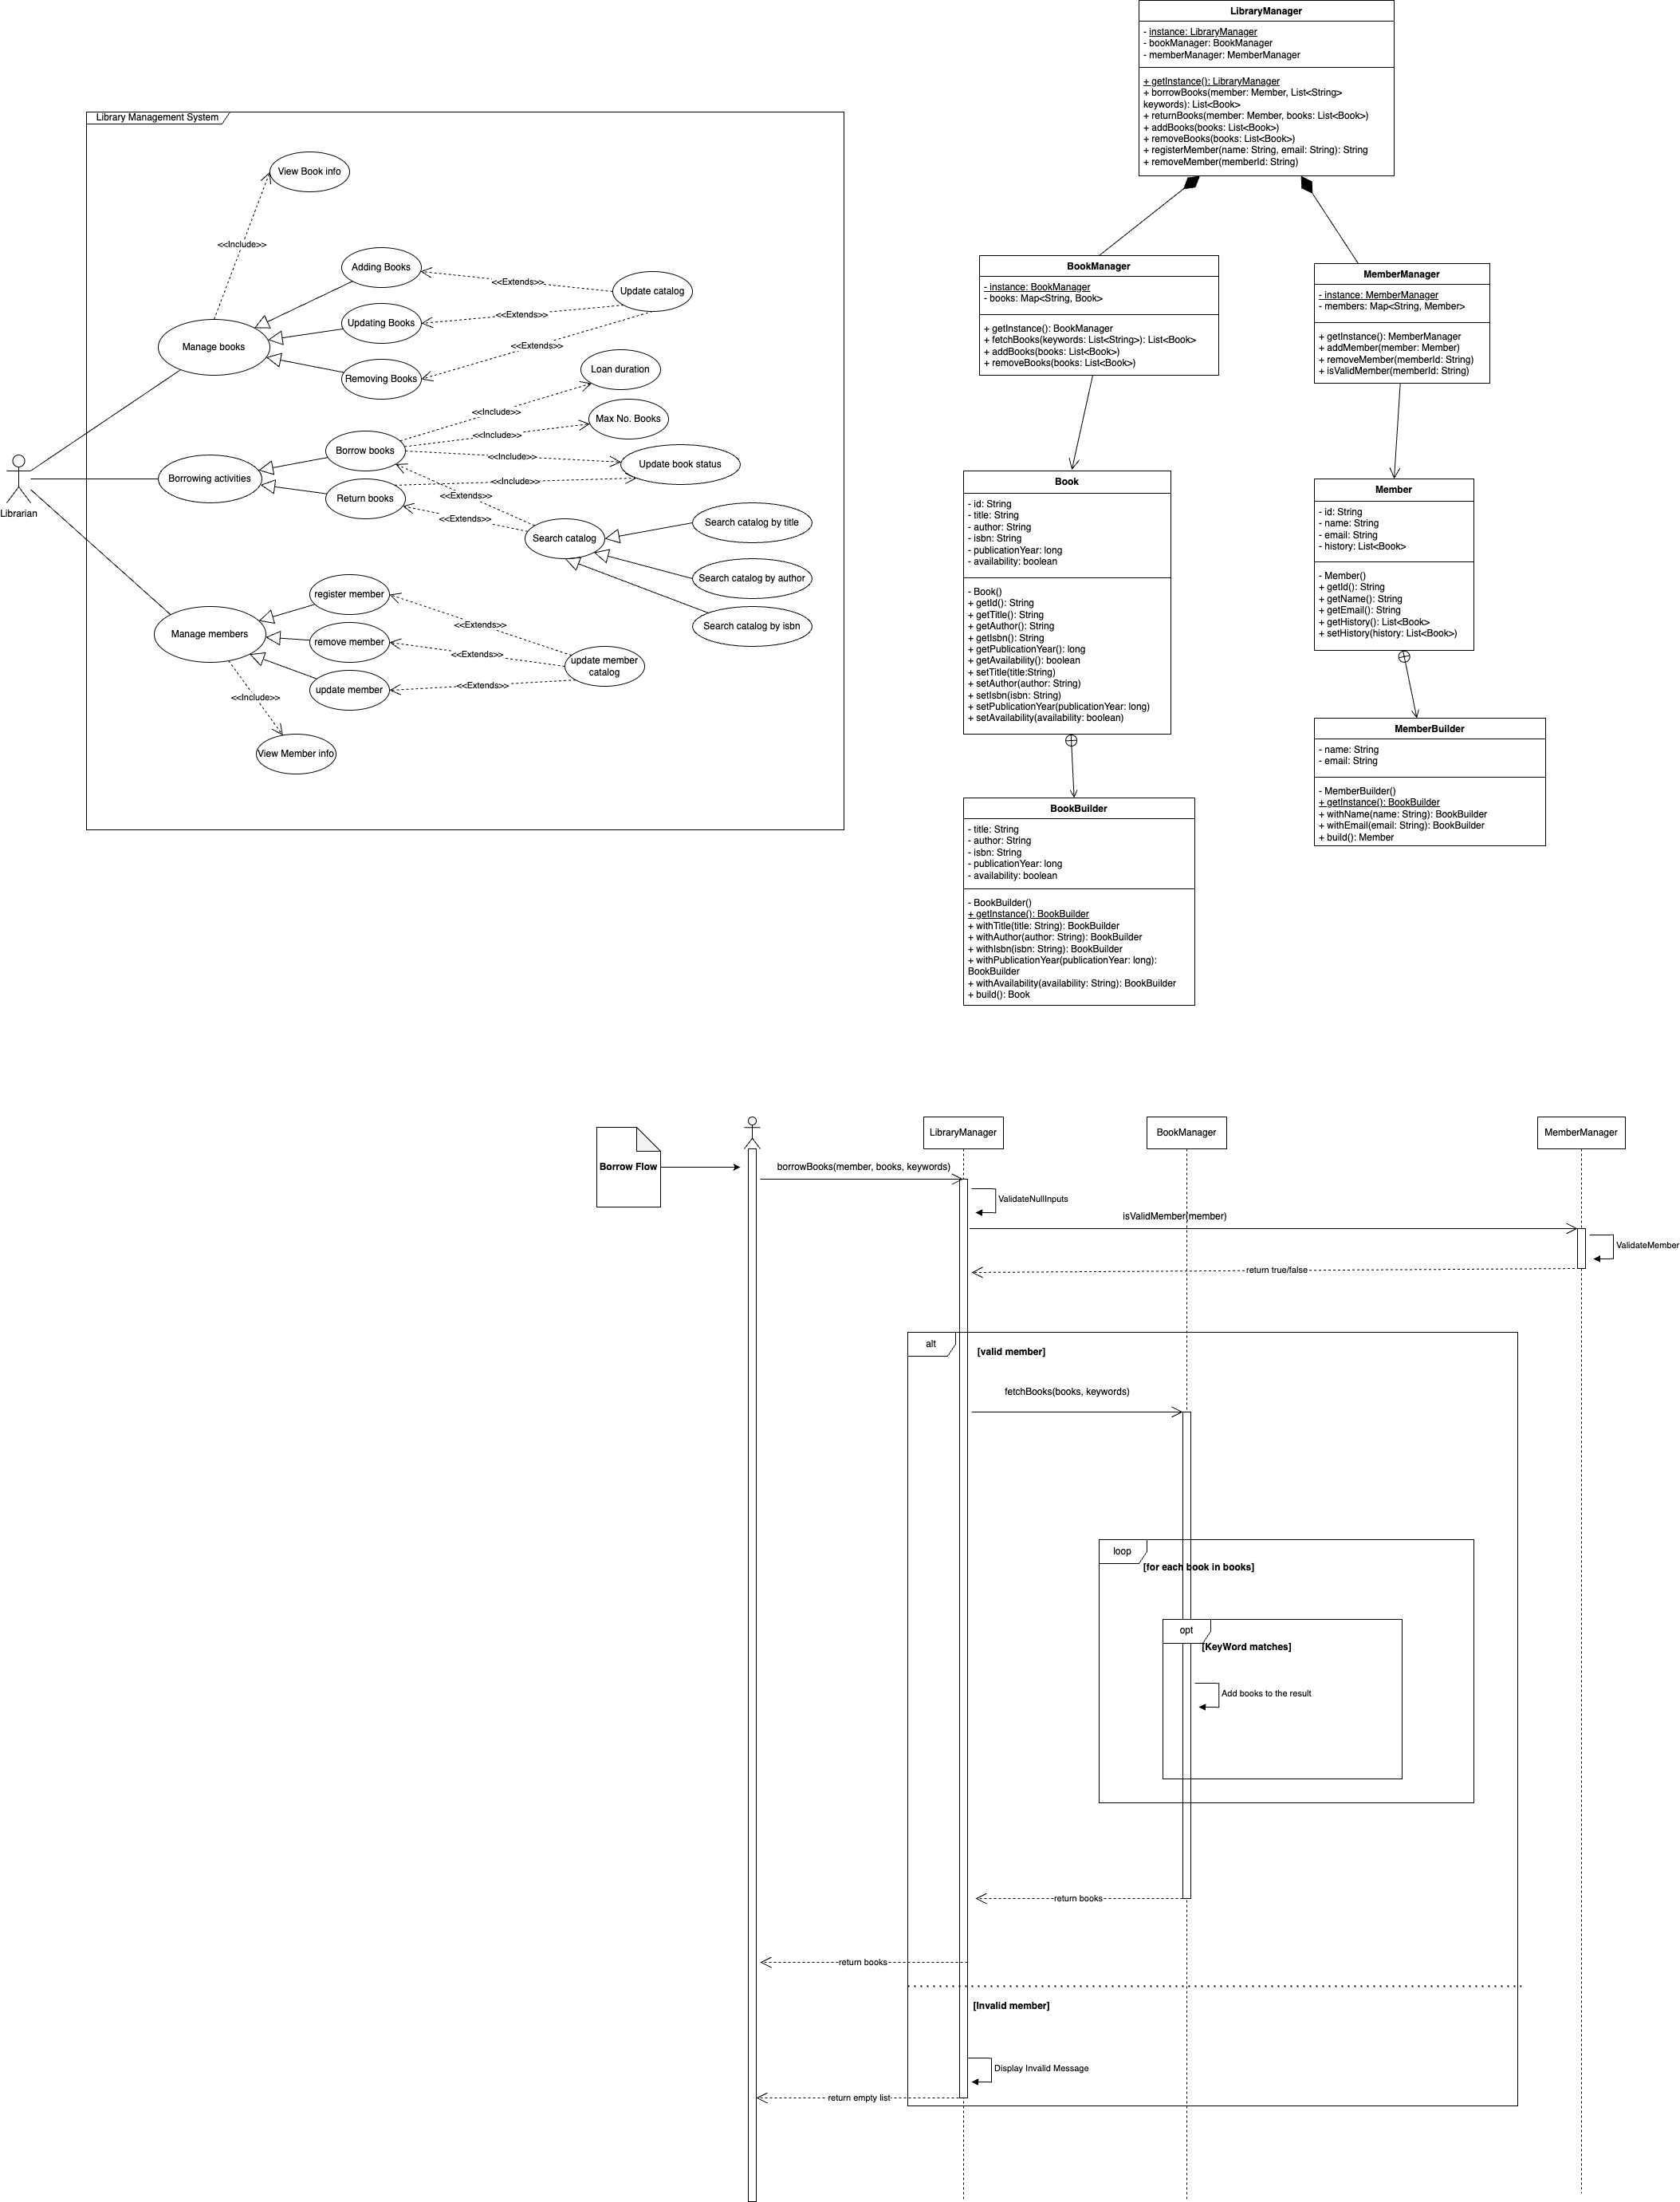 Library Management System
View Book info
<<Include>>
Adding Books
<<Extends>>
Update catalog
Updating Books
<<Extends>>
Manage books
<<Extends>>
Removing Books
Loan duration
<<Include>>
Max No. Books
<<Include>>
Borrow books
<<Include>>
Update book status
Borrowing activities
<<Include>>
Return books
<<Extends>>
<<Extends>>
Librarian
Search catalog
Search catalog by title
Search catalog by author
Search catalog by isbn
register member
<<Extends>>
Manage members
remove member
<<Extends>>
update member
catalog
update member
<<Extends>>
<<Include>>
View Member info
LibraryManager
- instance: LibraryManager
- bookManager: BookManager
- memberManager: MemberManager
+ getInstance(): LibraryManager
+ borrowBooks(member: Member, List<String>
keywords): List<Book>
+ returnBooks(member: Member, books: List<Book>)
+ addBooks(books: List<Book>)
+ removeBooks(books: List<Book>)
+ registerMember(name: String, email: String): String
+ removeMember(memberId: String)
BookManager
- instance: BookManager
- books: Map<String, Book>
+ getInstance(): BookManager
+ fetchBooks(keywords: List<String>): List<Book>
+ addBooks(books: List<Book>)
+ removeBooks(books: List<Book>)
MemberManager
- instance: MemberManager
- members: Map<String, Member>
+ getInstance(): MemberManager
+ addMember(member: Member)
+ removeMember(memberId: String)
+ isValidMember(memberId: String)
Book
- id: String
- title: String
- author: String
- isbn: String
- publicationYear: long
- availability: boolean
- Book()
+ getId(): String
+ getTitle(): String
+ getAuthor(): String
+ getIsbn(): String
+ getPublicationYear(): long
+ getAvailability(): boolean
+ setTitle(title:String)
+ setAuthor(author: String)
+ setIsbn(isbn: String)
+ setPublicationYear(publicationYear: long)
+ setAvailability(availability: boolean)
Member
- id: String
- name: String
- email: String
- history: List<Book>
- Member()
+ getId(): String
+ getName(): String
+ getEmail(): String
+ getHistory(): List<Book>
+ setHistory(history: List<Book>)
BookBuilder
- title: String
- author: String
- isbn: String
- publicationYear: long
- availability: boolean
- BookBuilder()
+ getInstance(): BookBuilder
+ withTitle(title: String): BookBuilder
+ withAuthor(author: String): BookBuilder
+ withIsbn(isbn: String): BookBuilder
+ withPublicationYear(publicationYear: long):
BookBuilder
+ withAvailability(availability: String): BookBuilder
+ build(): Book
MemberBuilder
- name: String
- email: String
- MemberBuilder()
+ getInstance(): BookBuilder
+ withName(name: String): BookBuilder
+ withEmail(email: String): BookBuilder
+ build(): Member
Borrow Flow
LibraryManager
BookManager
MemberManager
borrowBooks(member, books, keywords)
ValidateNullInputs
isValidMember(member)
ValidateMember
return true/false
alt
[valid member]
fetchBooks(books, keywords)
loop
[for each book in books]
opt
[KeyWord matches]
Add books to the result
return books
return books
[Invalid member]
Display Invalid Message
return empty list